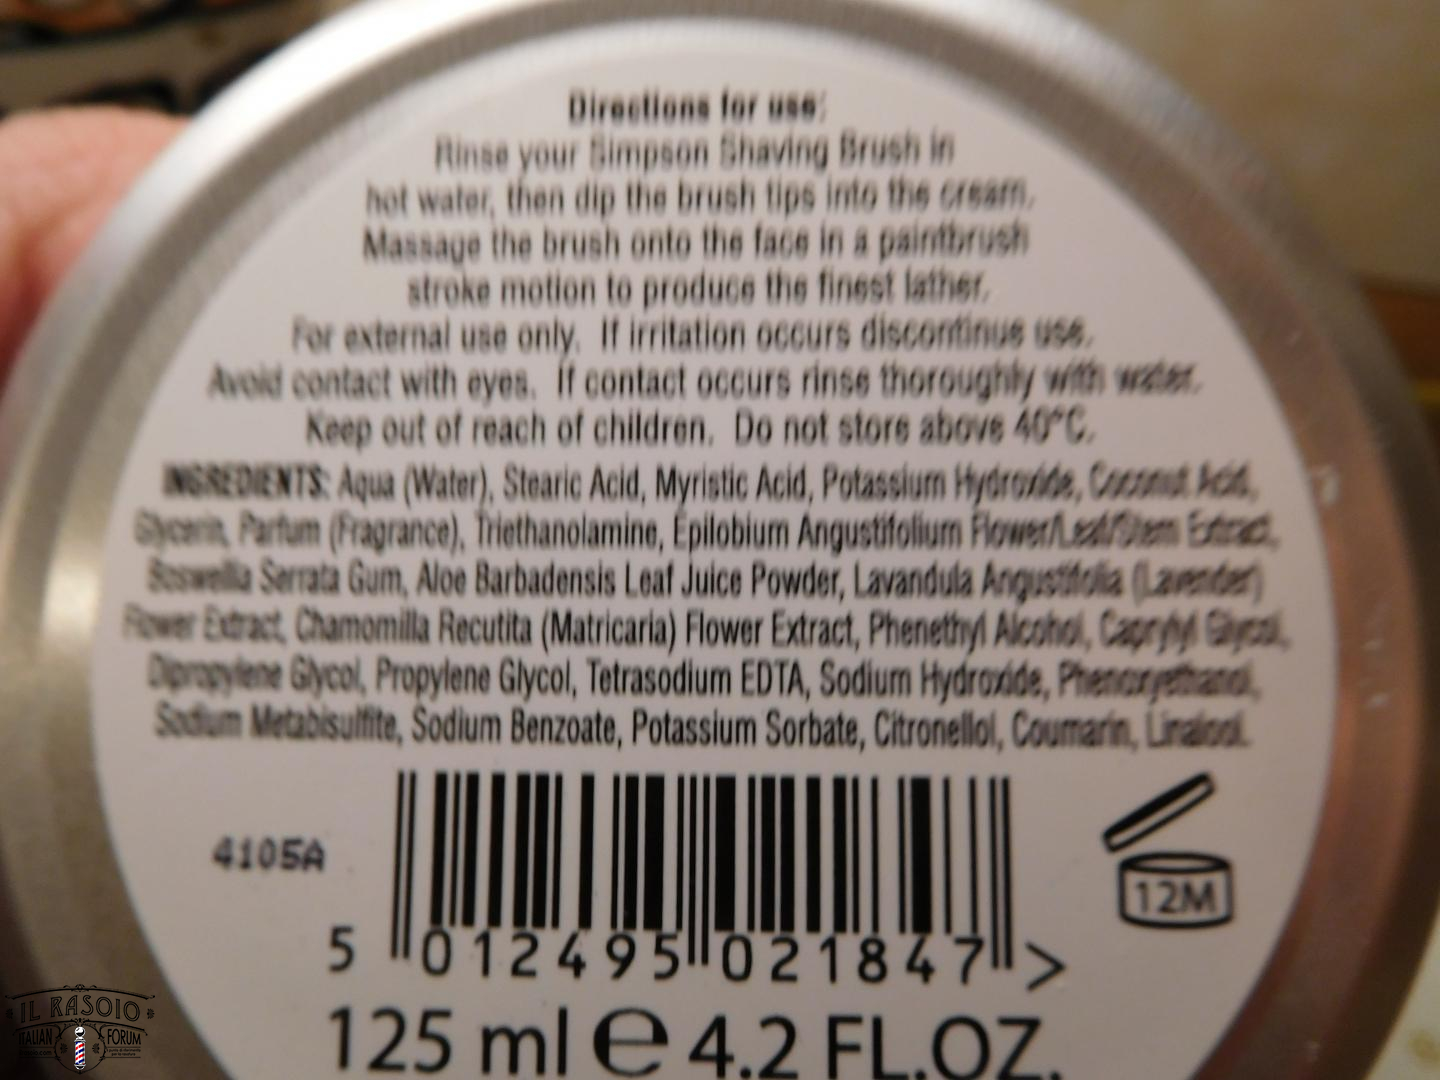 Directions for use:
Rinse your Simpson Shaving Brush in
hot water, then dip the brush tips into the cream.
Massage the brush onto the face in a paintbrush
stroke motion to produce the finest lather.
For external use only. If irritation occurs discontinue use.
Avoid contact with eyes. If contact occurs rinse thoroughly with water.
Keep out of reach of children. Do not store above 40°C.
INGREDIENTS: Aqua (Water), Stearic Acid, Myristic Acid, Potassium Hydroxide, Coconut Acid,
Glycerin, Parfum (Fragrance), Triethanolamine, Epilobium Angustifolium Flower/Leaf/Stem Extract,
Boswellia Serrata Gum, Aloe Barbadensis Leaf Juice Powder, Lavandula Angustifolia (Lavender)
Flower Extract, Chamomilla Recutita (Matricaria) Flower Extract, Phenethyl Alcohol, Caprylyl Glycol,
Dipropylene Glycol, Propylene Glycol, Tetrasodium EDTA, Sodium Hydroxide, Phenoxyethanol,
Sodium Metabisulfite, Sodium Benzoate, Potassium Sorbate, Citronellol, Coumarin, Linalool.
4105A
12M
5 012495 021847 >
125 ml e 4.2 FL.OZ.
IL RASOIO
ITALIAN FORUM